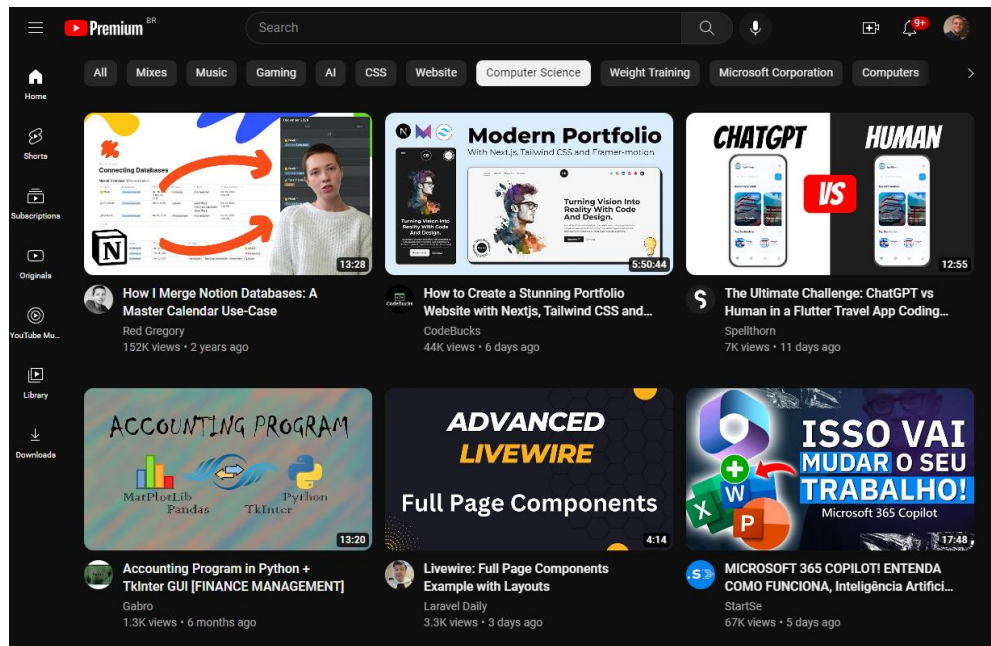 Premium BR
Search
9+
All Mixes Music Gaming AI CSS Website Computer Science Weight Training Microsoft Corporation Computers
Home
Shorts
Subscriptions
Originals
YouTube Mu...
Library
Downloads
Connecting Databases
13:28
How I Merge Notion Databases: A
Master Calendar Use-Case
Red Gregory
152K views • 2 years ago
Modern Portfolio
With Next.js, Tailwind CSS and Framer-motion
Turning Vision Into
Reality With Code
And Design.
Turning Vision Into
Reality With Code
And Design.
5:50:44
CodeBucks
How to Create a Stunning Portfolio
Website with Nextjs, Tailwind CSS and...
CodeBucks
44K views • 6 days ago
CHATGPT
VS
HUMAN
12:55
The Ultimate Challenge: ChatGPT vs
Human in a Flutter Travel App Coding...
Spellthorn
7K views • 11 days ago
ACCOUNTING PROGRAM
MatPlotLib
Pandas
TkInter
Python
13:20
Accounting Program in Python +
TkInter GUI [FINANCE MANAGEMENT]
Gabro
1.3K views • 6 months ago
ADVANCED
LIVEWIRE
Full Page Components
4:14
Livewire: Full Page Components
Example with Layouts
Laravel Daily
3.3K views • 3 days ago
ISSO VAI
MUDAR O SEU
TRABALHO!
Microsoft 365 Copilot
X
W
P
17:48
.S
MICROSOFT 365 COPILOT! ENTENDA
COMO FUNCIONA, Inteligência Artifici...
StartSe
67K views • 5 days ago